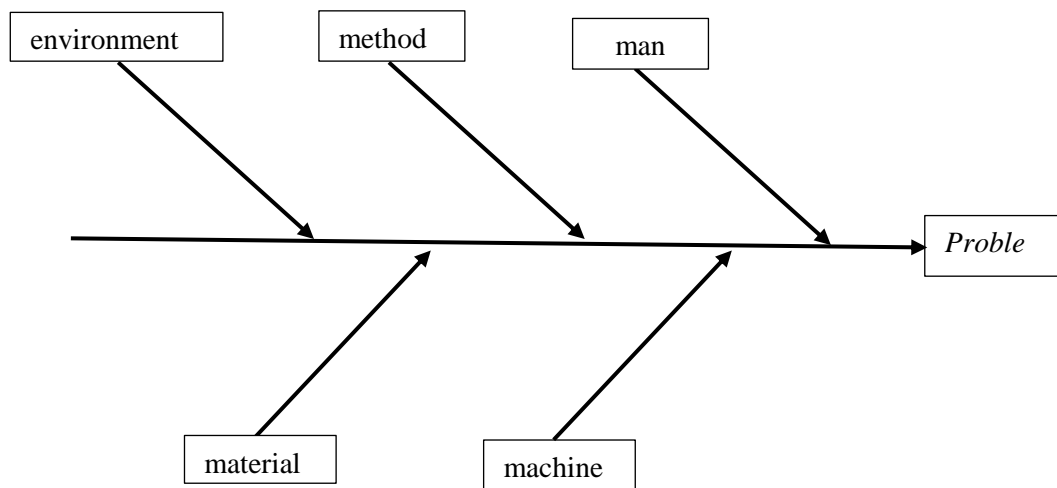 environment
method
man
Proble
material
machine